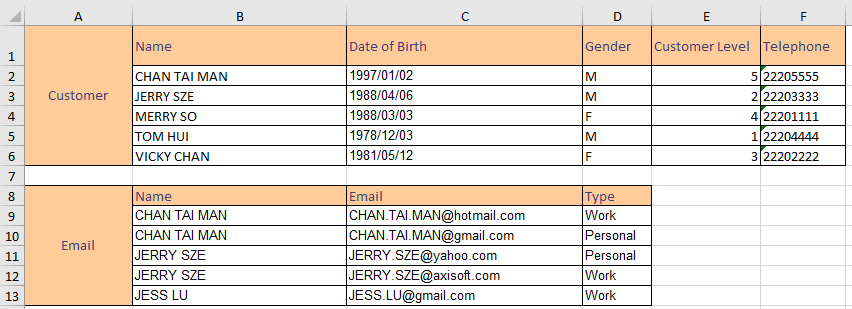 A B C D E F
1 Name Date of Birth Gender Customer Level Telephone
2 CHAN TAI MAN 1997/01/02 M 5 22205555
3 Customer JERRY SZE 1988/04/06 M 2 22203333
4 MERRY SO 1988/03/03 F 4 22201111
5 TOM HUI 1978/12/03 M 1 22204444
6 VICKY CHAN 1981/05/12 F 3 22202222
7
8 Name Email Type
9 CHAN TAI MAN CHAN.TAI.MAN@hotmail.com Work
10 CHAN TAI MAN CHAN.TAI.MAN@gmail.com Personal
11 Email JERRY SZE JERRY.SZE@yahoo.com Personal
12 JERRY SZE JERRY.SZE@axisoft.com Work
13 JESS LU JESS.LU@gmail.com Work